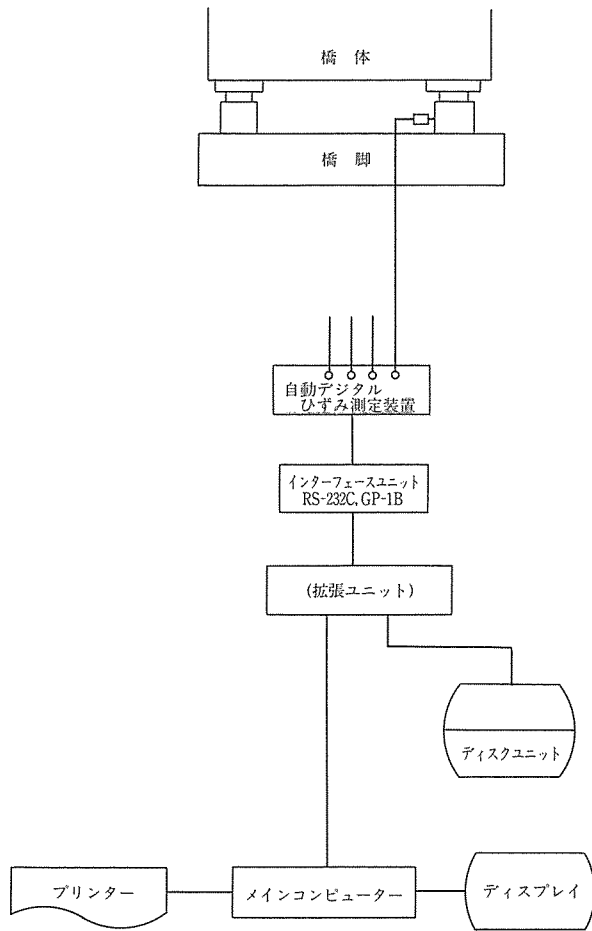 橋 体
橋 脚
自動デジタル
ひずみ測定装置
インターフェースユニット
RS-232C, GP-1B
(拡張ユニット)
ディスクユニット
プリンター
メインコンピューター
ディスプレイ